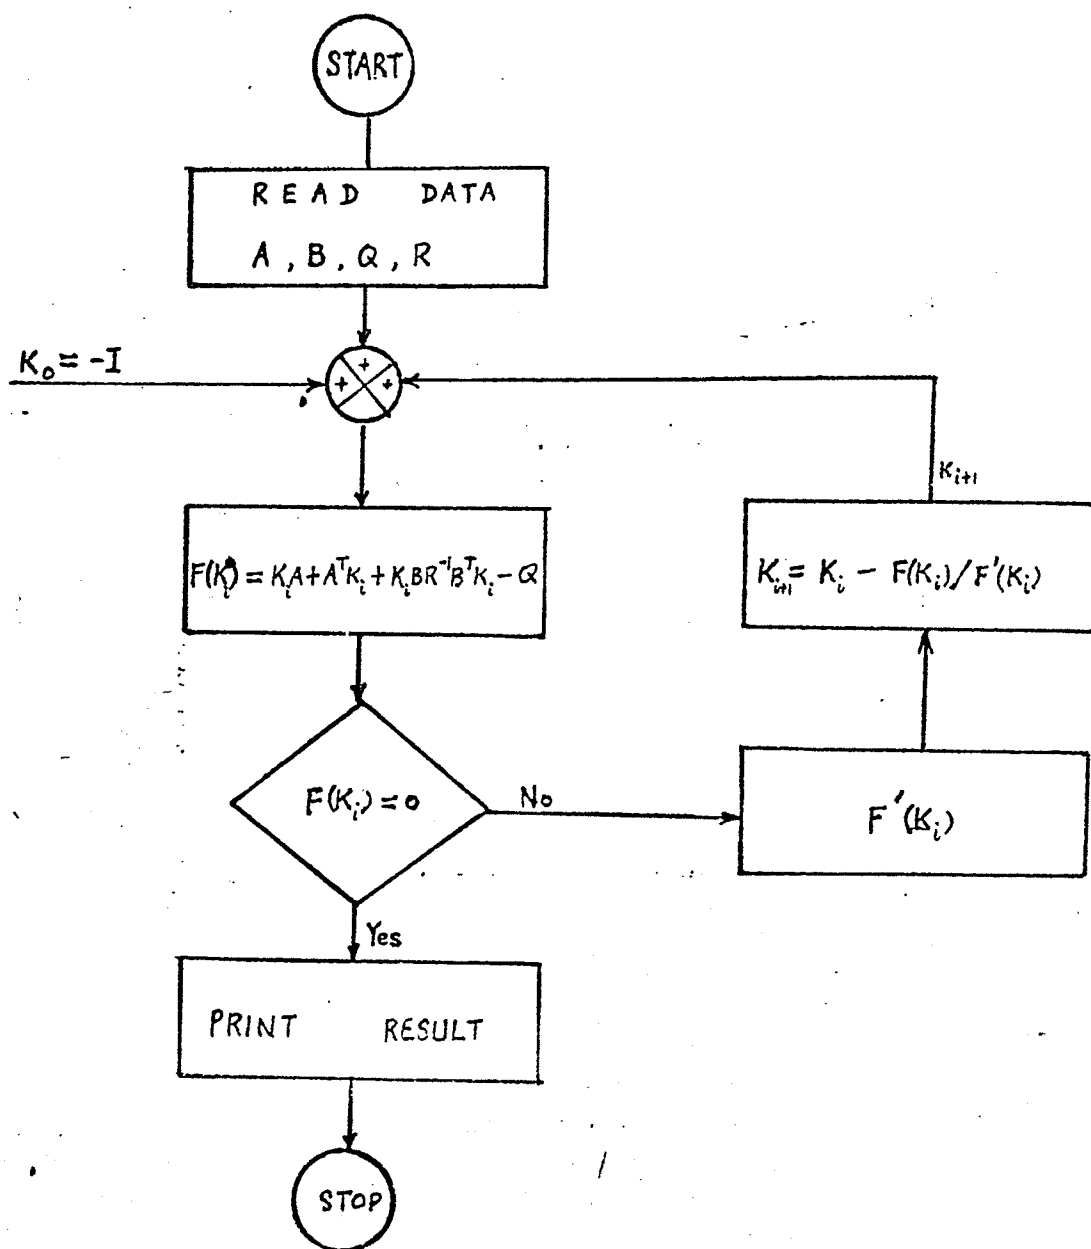 START
READ DATA
A, B, Q, R
K₀ = -I
+
+ +
Kᵢ₊₁
F(Kᵢ) = KᵢA + AᵀKᵢ + KᵢBR⁻¹BᵀKᵢ - Q
Kᵢ₊₁ = Kᵢ - F(Kᵢ)/F'(Kᵢ)
F(Kᵢ) = 0
No
F'(Kᵢ)
Yes
PRINT RESULT
STOP